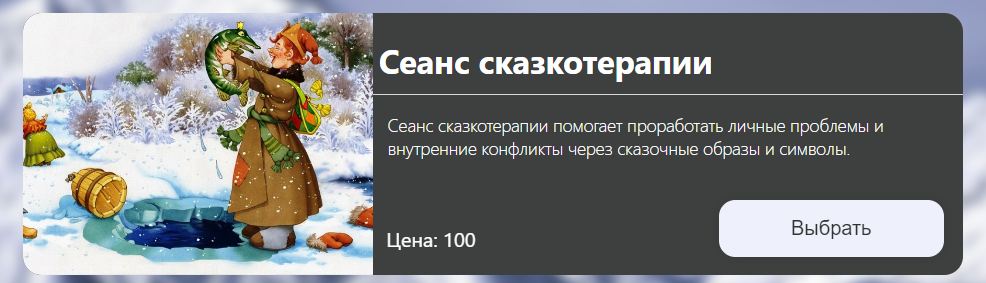 Сеанс сказкотерапии
Сеанс сказкотерапии помогает проработать личные проблемы и
внутренние конфликты через сказочные образы и символы.
Цена: 100
Выбрать